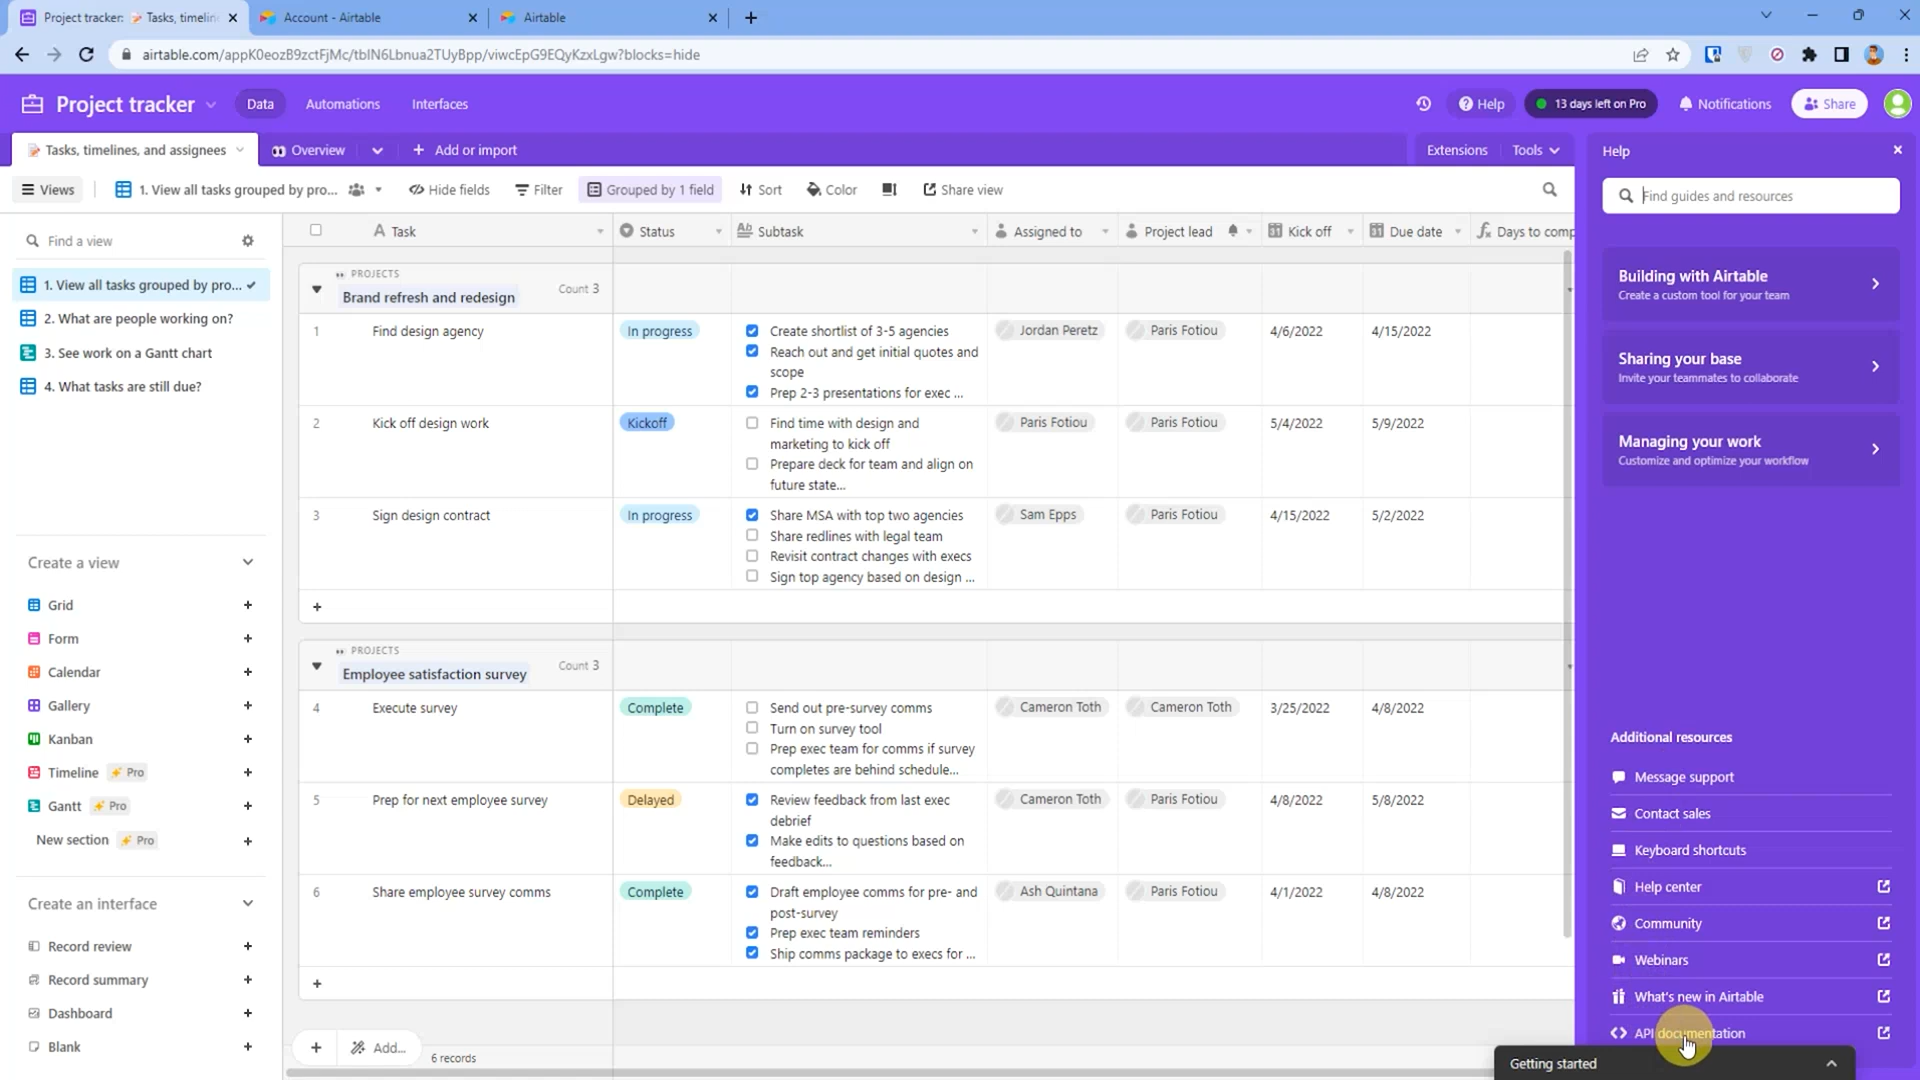 Project tracker: Tasks, timelin
Account - Airtable
Airtable
airtable.com/appK0eozB9zctFjMc/tblN6Lbnua2TUyBpp/viwcEpG9EQyKzxLgw?blocks=hide
Project tracker
Data
Automations
Interfaces
Help
13 days left on Pro
Notifications
Share
Tasks, timelines, and assignees
Overview
Add or import
Extensions
Tools
Help
Views
1. View all tasks grouped by pro...
Hide fields
Filter
Grouped by 1 field
Sort
Color
Share view
Find guides and resources
Find a view
1. View all tasks grouped by pro...
2. What are people working on?
3. See work on a Gantt chart
4. What tasks are still due?
Create a view
Grid
Form
Calendar
Gallery
Kanban
Timeline Pro
Gantt Pro
New section Pro
Create an interface
Record review
Record summary
Dashboard
Blank
Task
Status
Subtask
Assigned to
Project lead
Kick off
Due date
Days to comp
PROJECTS
Brand refresh and redesign
Count 3
1 Find design agency In progress Create shortlist of 3-5 agencies Jordan Peretz Paris Fotiou 4/6/2022 4/15/2022
Reach out and get initial quotes and
scope
Prep 2-3 presentations for exec ...
2 Kick off design work Kickoff Find time with design and Paris Fotiou Paris Fotiou 5/4/2022 5/9/2022
marketing to kick off
Prepare deck for team and align on
future state...
3 Sign design contract In progress Share MSA with top two agencies Sam Epps Paris Fotiou 4/15/2022 5/2/2022
Share redlines with legal team
Revisit contract changes with execs
Sign top agency based on design ...
PROJECTS
Employee satisfaction survey
Count 3
4 Execute survey Complete Send out pre-survey comms Cameron Toth Cameron Toth 3/25/2022 4/8/2022
Turn on survey tool
Prep exec team for comms if survey
completes are behind schedule...
5 Prep for next employee survey Delayed Review feedback from last exec Cameron Toth Paris Fotiou 4/8/2022 5/8/2022
debrief
Make edits to questions based on
feedback...
6 Share employee survey comms Complete Draft employee comms for pre- and Ash Quintana Paris Fotiou 4/1/2022 4/8/2022
post-survey
Prep exec team reminders
Ship comms package to execs for ...
Add...
6 records
Building with Airtable
Create a custom tool for your team
Sharing your base
Invite your teammates to collaborate
Managing your work
Customize and optimize your workflow
Additional resources
Message support
Contact sales
Keyboard shortcuts
Help center
Community
Webinars
What's new in Airtable
API documentation
Getting started